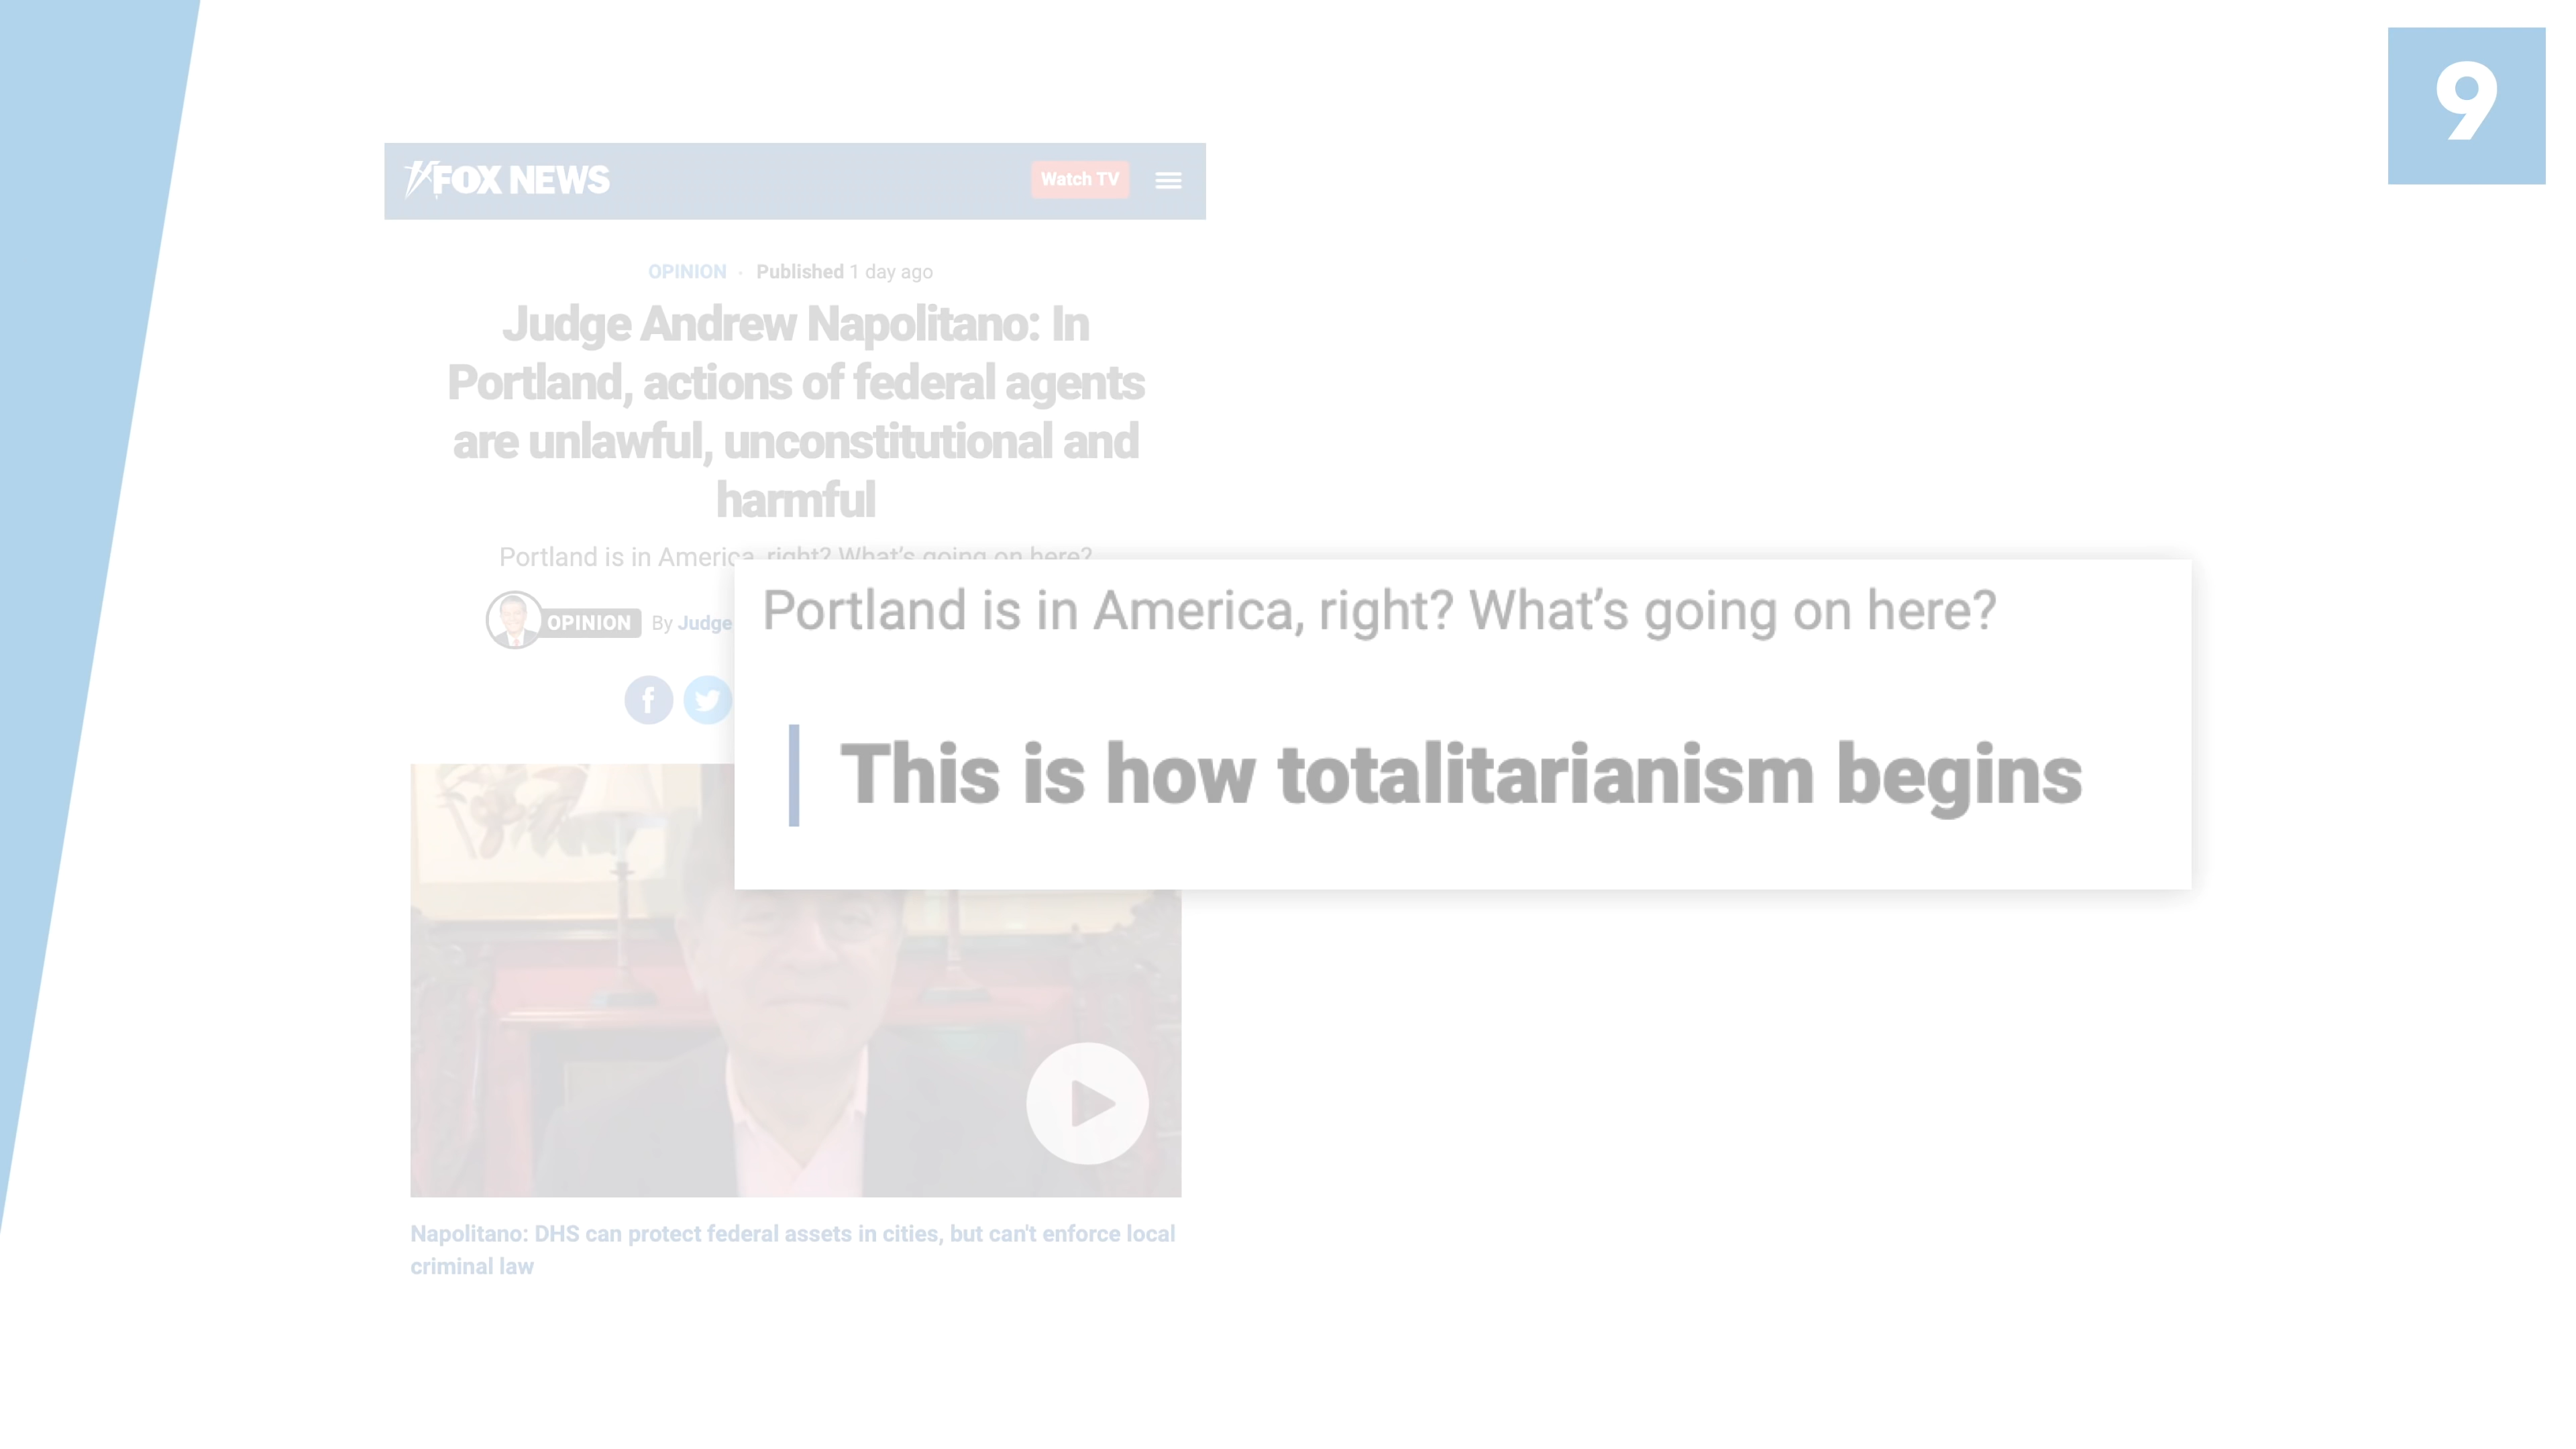 9
FOX NEWS
Watch TV
OPINION · Published 1 day ago
Judge Andrew Napolitano: In
Portland, actions of federal agents
are unlawful, unconstitutional and
harmful
Portland is in America, right? What's going on here?
OPINION By Judge
Portland is in America, right? What's going on here?
This is how totalitarianism begins
Napolitano: DHS can protect federal assets in cities, but can't enforce local
criminal law